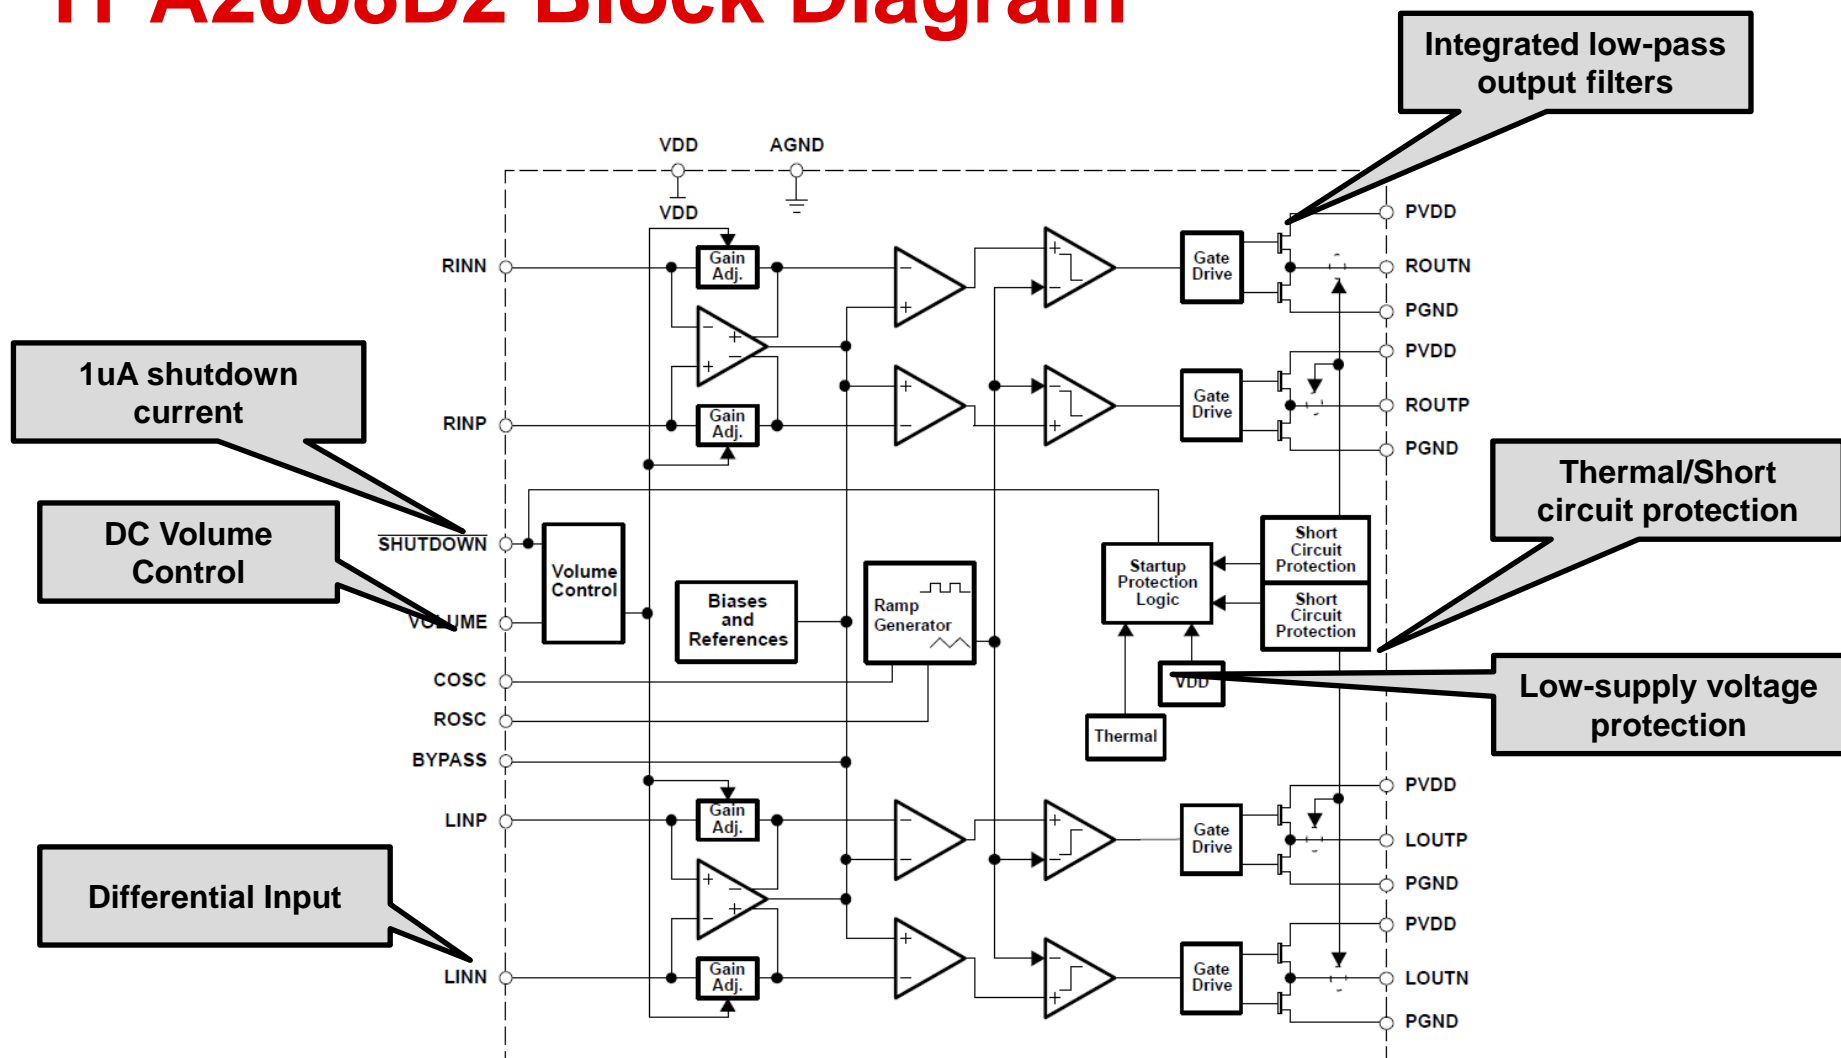 TPA2008D2 Block Diagram
Integrated low-pass
output filters
VDD
AGND
VDD
PVDD
RINN
Gain
Adj.
Gate
Drive
ROUTN
PGND
PVDD
1uA shutdown
current
RINP
Gain
Adj.
Gate
Drive
ROUTP
PGND
Thermal/Short
circuit protection
DC Volume
Control
SHUTDOWN
VOLUME
Volume
Control
Biases
and
References
Ramp
Generator
Startup
Protection
Logic
Short
Circuit
Protection
Short
Circuit
Protection
VDD
Thermal
Low-supply voltage
protection
COSC
ROSC
BYPASS
LINP
Gain
Adj.
Gate
Drive
PVDD
LOUTP
PGND
Differential Input
LINN
Gain
Adj.
Gate
Drive
PVDD
LOUTN
PGND